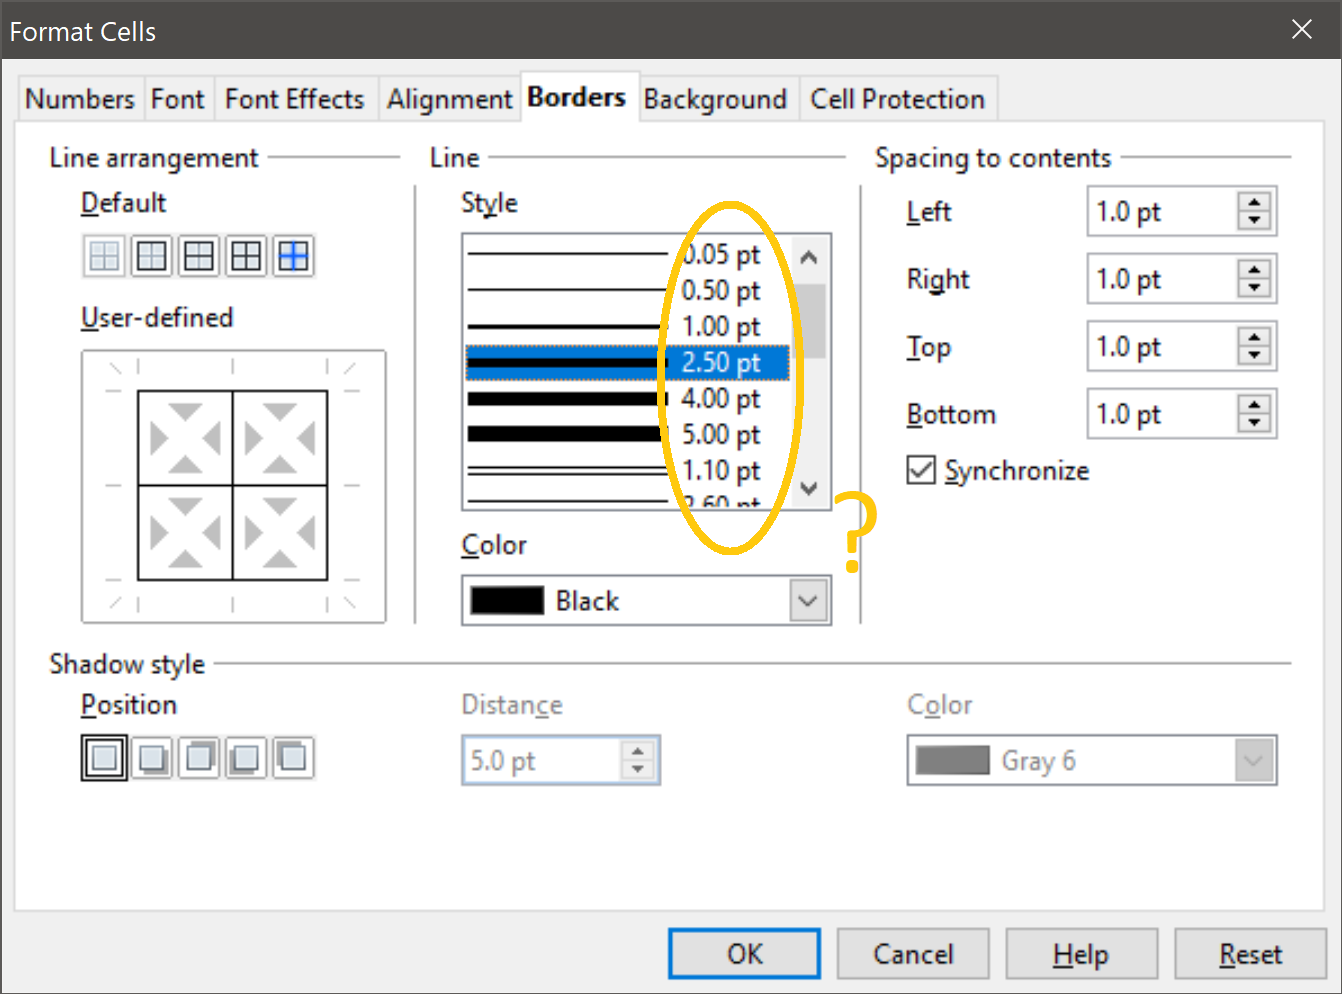 Format Cells
Numbers Font Font Effects Alignment Borders Background Cell Protection
Line arrangement
Default
User-defined
Line
Style
0.05 pt
0.50 pt
1.00 pt
2.50 pt
4.00 pt
5.00 pt
1.10 pt
2.60 pt
?
Color
Black
Spacing to contents
Left 1.0 pt
Right 1.0 pt
Top 1.0 pt
Bottom 1.0 pt
Synchronize
Shadow style
Position
Distance
5.0 pt
Color
Gray 6
OK Cancel Help Reset